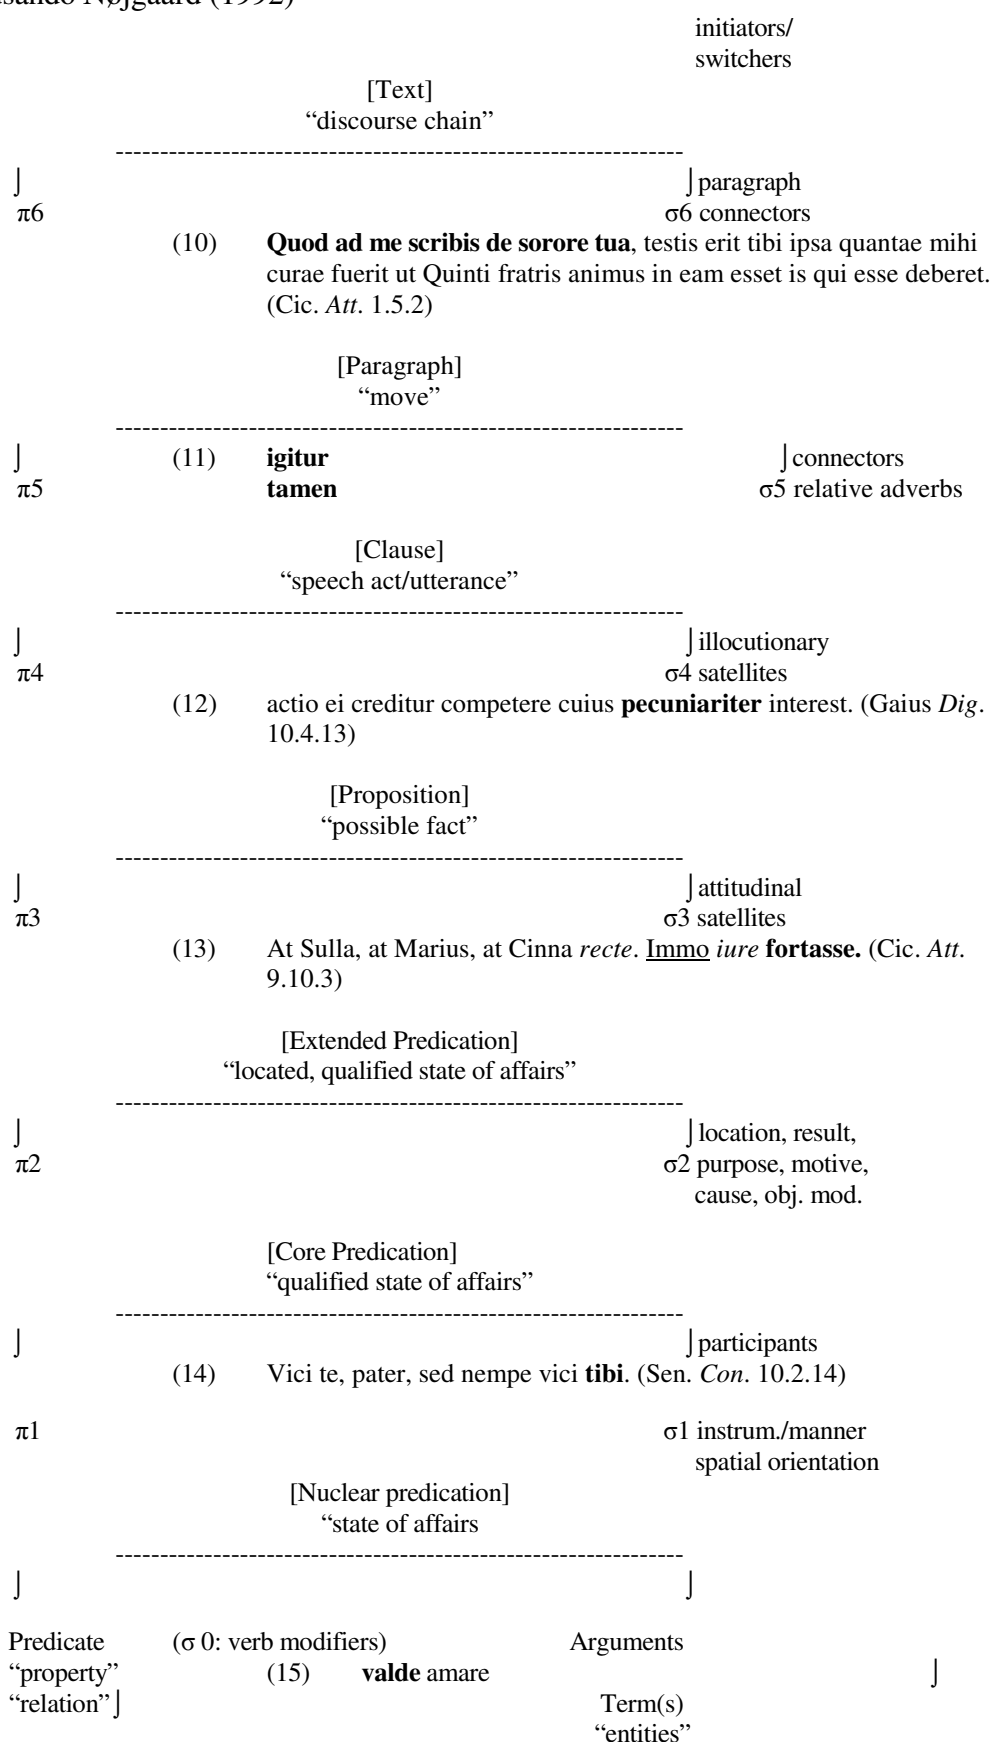 usando Nøjgaard (1992)
initiators/
switchers
[Text]
“discourse chain”
---------------------------------------------------------------
⌡ ⌡paragraph
π6 σ6 connectors
(10) Quod ad me scribis de sorore tua, testis erit tibi ipsa quantae mihi
curae fuerit ut Quinti fratris animus in eam esset is qui esse deberet.
(Cic. Att. 1.5.2)
[Paragraph]
“move”
---------------------------------------------------------------
⌡ (11) igitur ⌡connectors
π5 tamen σ5 relative adverbs
[Clause]
“speech act/utterance”
---------------------------------------------------------------
⌡ ⌡illocutionary
π4 σ4 satellites
(12) actio ei creditur competere cuius pecuniariter interest. (Gaius Dig.
10.4.13)
[Proposition]
“possible fact”
---------------------------------------------------------------
⌡ ⌡attitudinal
π3 σ3 satellites
(13) At Sulla, at Marius, at Cinna recte. Immo iure fortasse. (Cic. Att.
9.10.3)
[Extended Predication]
“located, qualified state of affairs”
---------------------------------------------------------------
⌡ ⌡location, result,
π2 σ2 purpose, motive,
cause, obj. mod.
[Core Predication]
“qualified state of affairs”
---------------------------------------------------------------
⌡ ⌡participants
(14) Vici te, pater, sed nempe vici tibi. (Sen. Con. 10.2.14)
π1 σ1 instrum./manner
spatial orientation
[Nuclear predication]
“state of affairs
---------------------------------------------------------------
⌡ ⌡
Predicate (σ 0: verb modifiers) Arguments
“property” (15) valde amare ⌡
“relation”⌡ Term(s)
“entities”